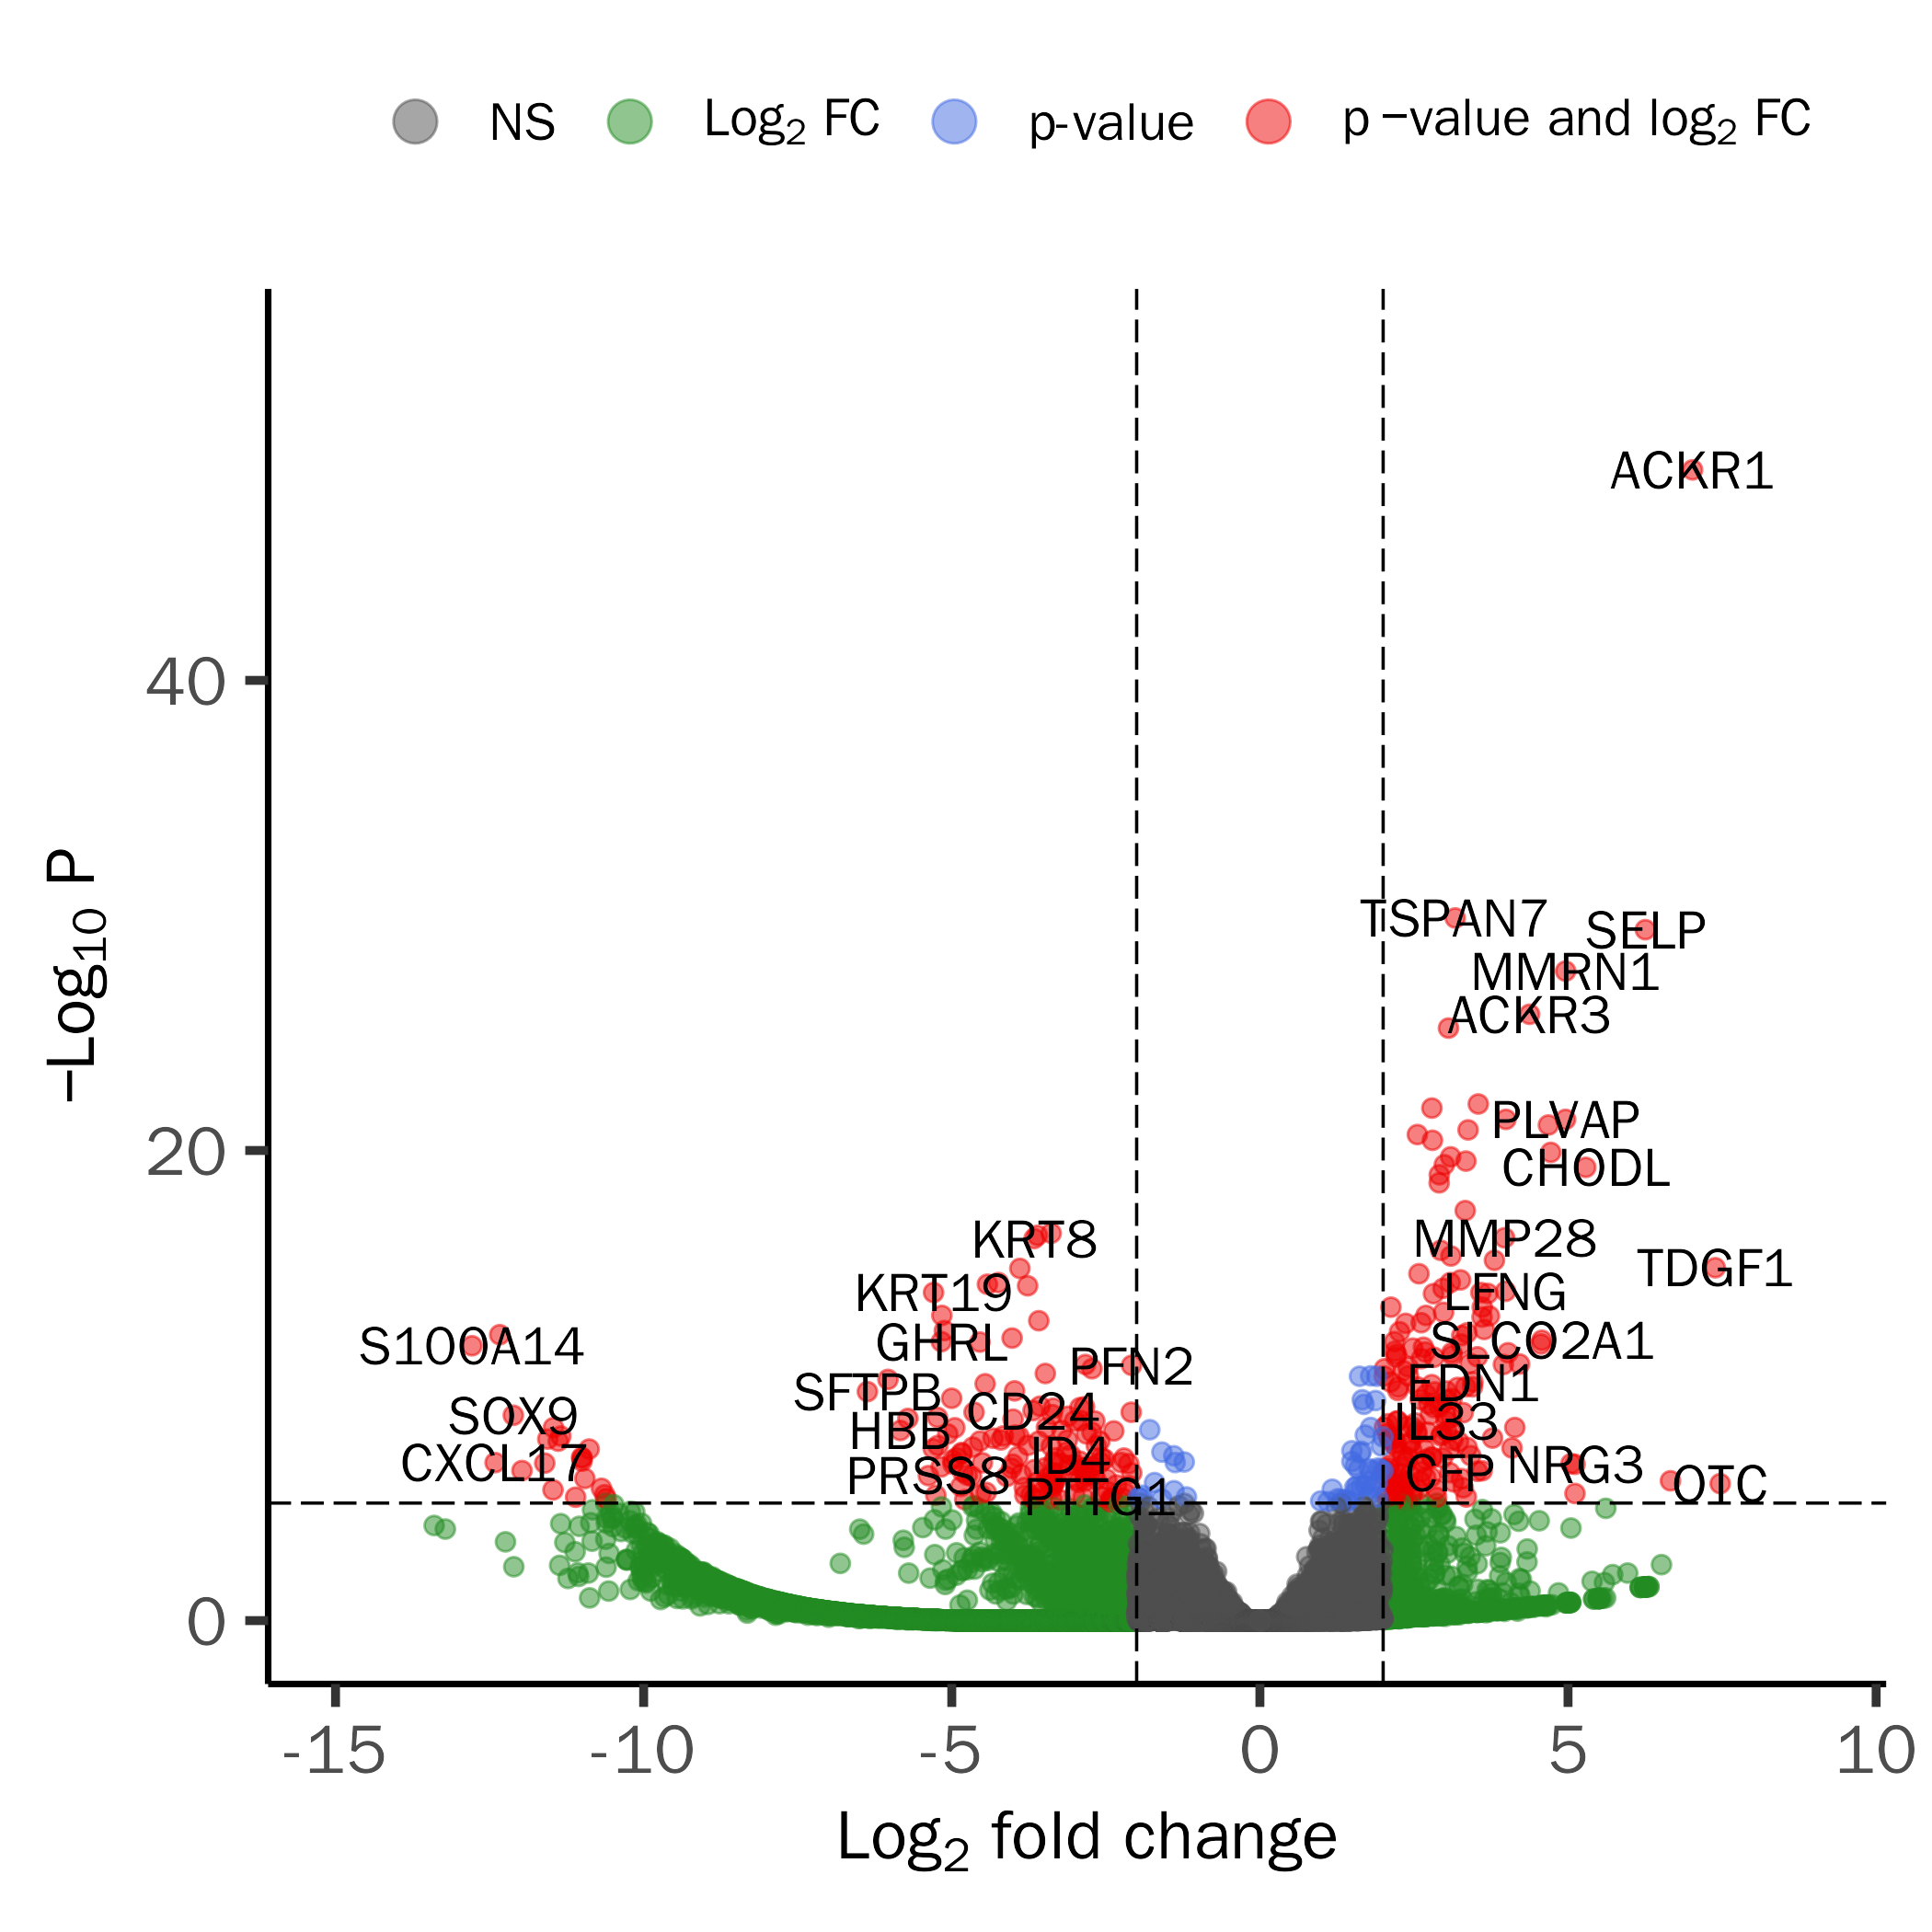 NS Log₂ FC p-value p −value and log₂ FC
ACKR1
40
TSPAN7
SELP
MMRN1
ACKR3
−Log₁₀ P
PLVAP
20
CHODL
KRT8
MMP28
TDGF1
KRT19
LFNG
S100A14
GHRL
SLCO2A1
PFN2
SFTPB
EDN1
SOX9
CD24
HBB
IL33
CXCL17
ID4
PRSS8
CFP
NRG3
OTC
PTTG1
0
-15 -10 -5 0 5 10
Log₂ fold change